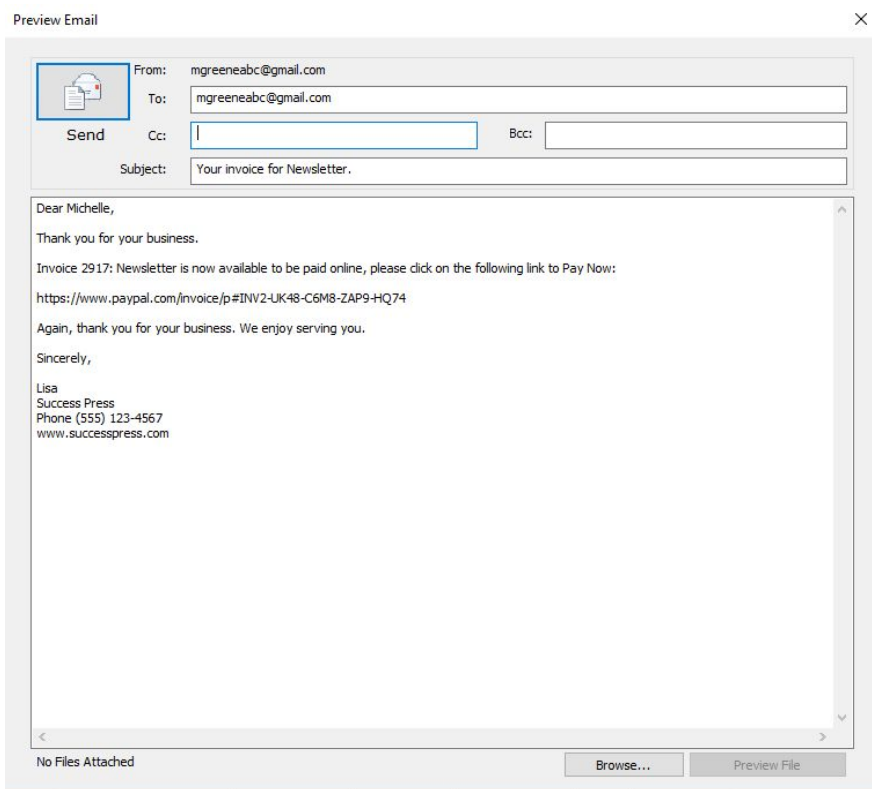 Preview Email
From: mgreeneabc@gmail.com
To: mgreeneabc@gmail.com
Send
Cc:
Bcc:
Subject: Your invoice for Newsletter.
Dear Michelle,
Thank you for your business.
Invoice 2917: Newsletter is now available to be paid online, please click on the following link to Pay Now:
https://www.paypal.com/invoice/p#INV2-UK48-C6M8-ZAP9-HQ74
Again, thank you for your business. We enjoy serving you.
Sincerely,
Lisa
Success Press
Phone (555) 123-4567
www.successpress.com
No Files Attached
Browse...
Preview File